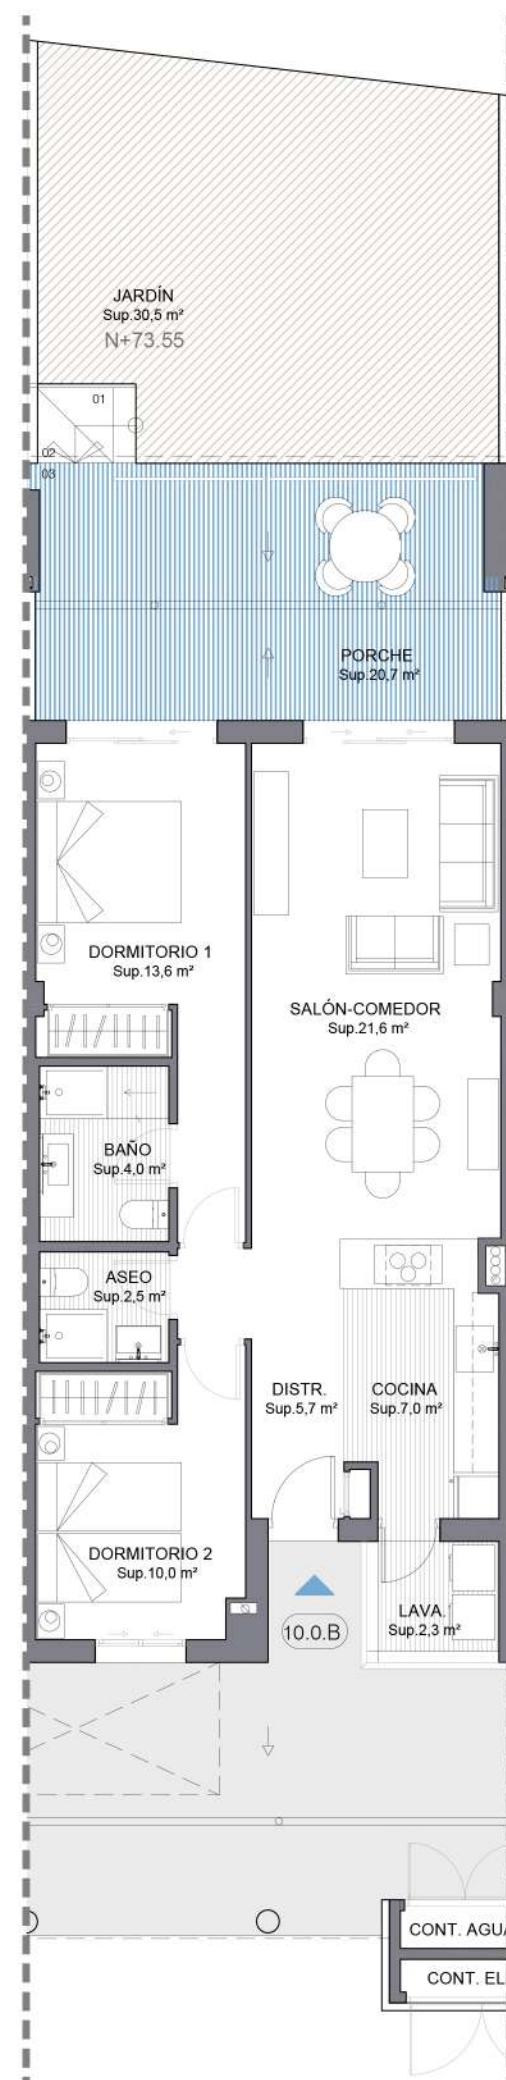 JARDÍN
Sup.30,5 m²
N+73.55
01
02
03
PORCHE
Sup.20,7 m²
DORMITORIO 1
Sup.13,6 m²
SALÓN-COMEDOR
Sup.21,6 m²
BAÑO
Sup.4,0 m²
ASEO
Sup.2,5 m²
DISTR.
Sup.5,7 m²
COCINA
Sup.7,0 m²
DORMITORIO 2
Sup.10,0 m²
LAVA.
Sup.2,3 m²
10.0.B
CONT. AGUA
CONT. EL